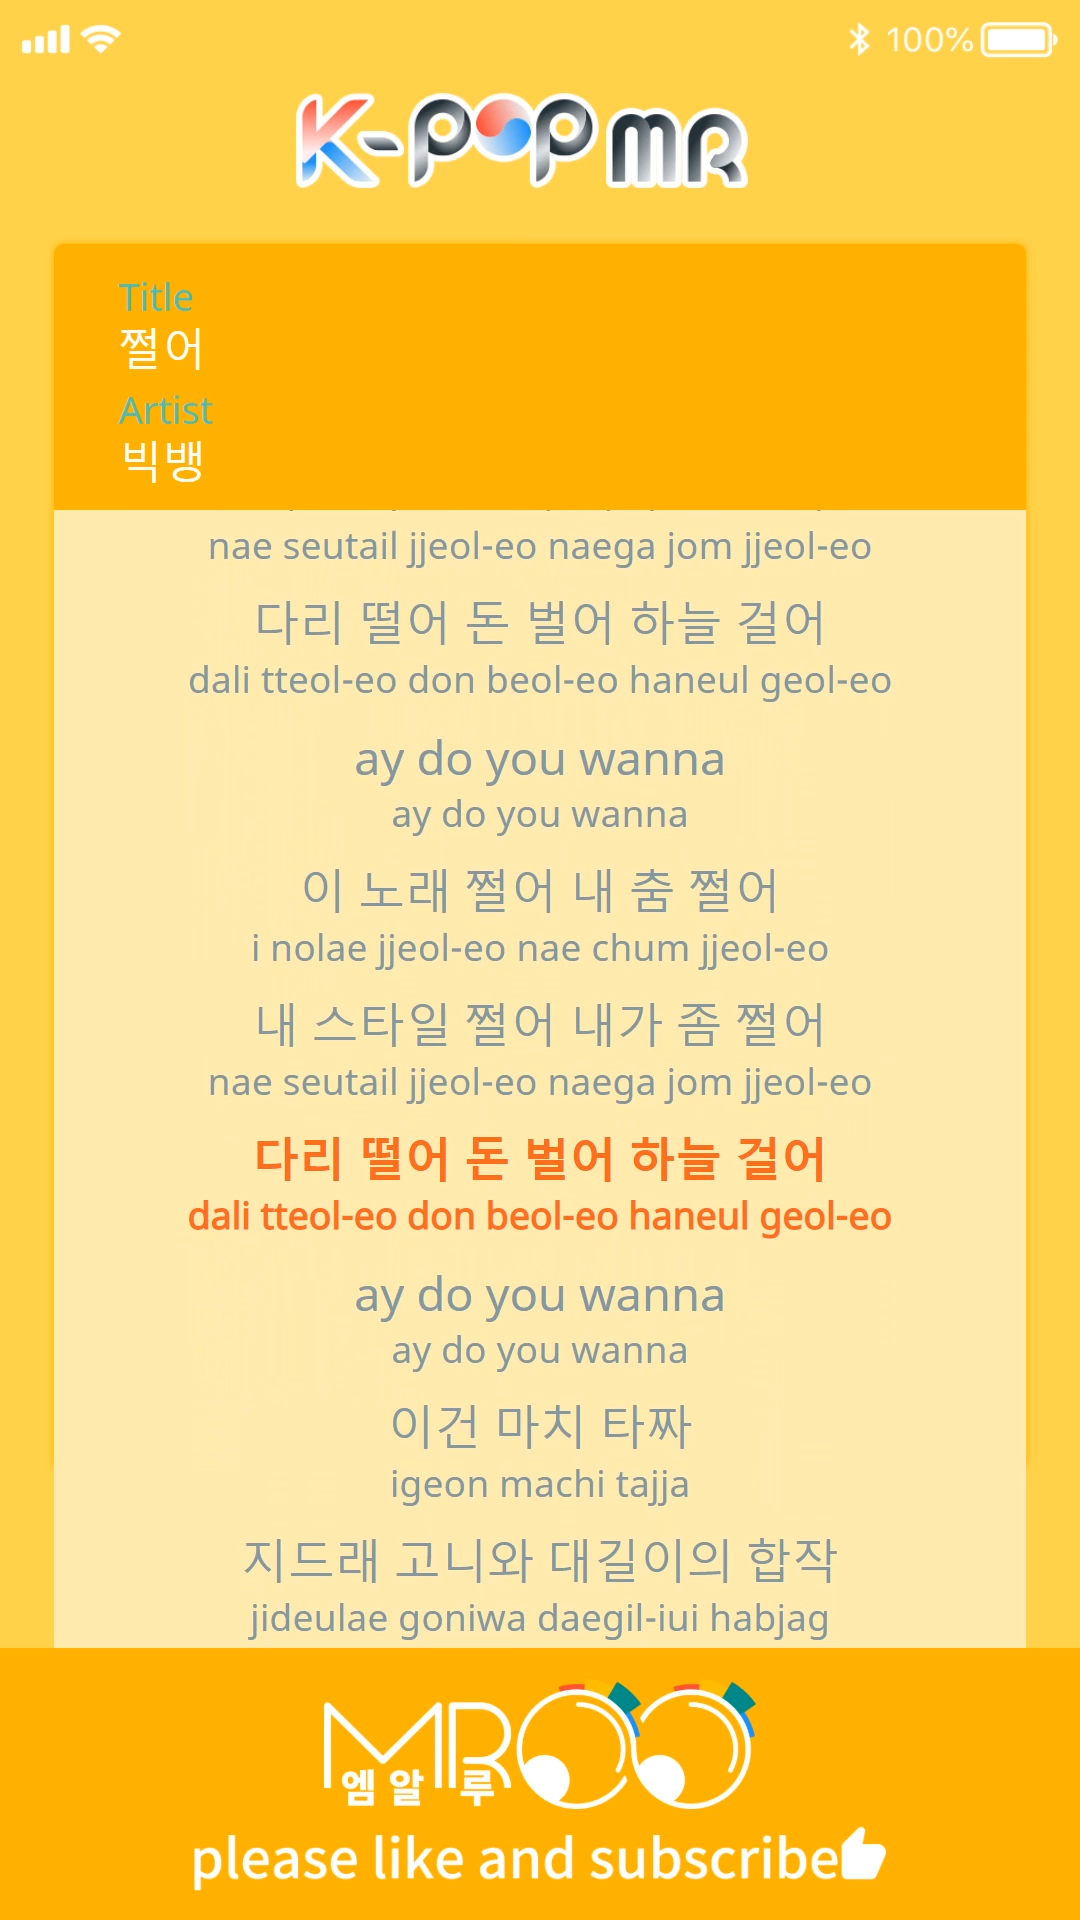 100%
K-POP MR
Title
쩔어
Artist
빅뱅
nae seutail jjeol-eo naega jom jjeol-eo
다리 떨어 돈 벌어 하늘 걸어
dali tteol-eo don beol-eo haneul geol-eo
ay do you wanna
ay do you wanna
이 노래 쩔어 내 춤 쩔어
i nolae jjeol-eo nae chum jjeol-eo
내 스타일 쩔어 내가 좀 쩔어
nae seutail jjeol-eo naega jom jjeol-eo
다리 떨어 돈 벌어 하늘 걸어
dali tteol-eo don beol-eo haneul geol-eo
ay do you wanna
ay do you wanna
이건 마치 타짜
igeon machi tajja
지드래 고니와 대길이의 합작
jideulae goniwa daegil-iui habjag
MROO
엠알루
please like and subscribe